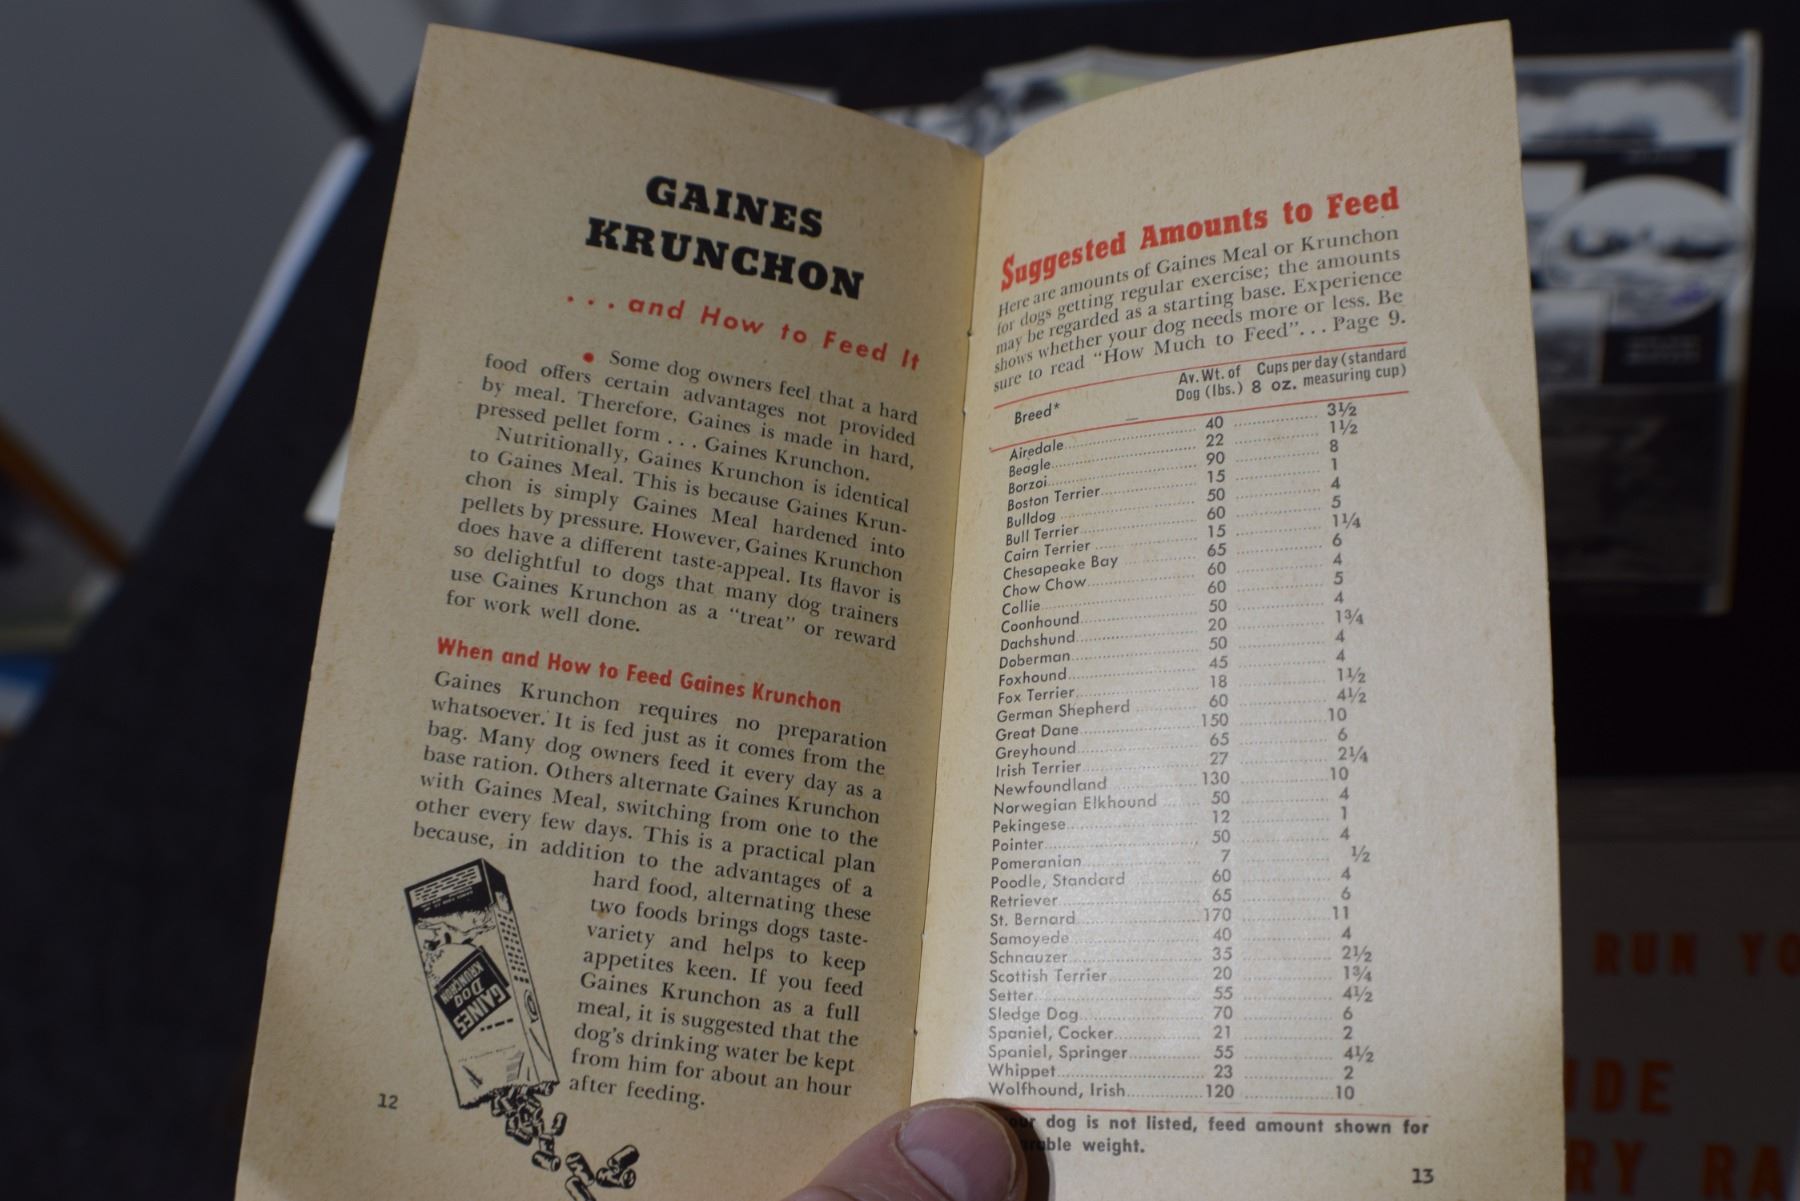 GAINES
KRUNCHON
. . . and How to Feed It
• Some dog owners feel that a hard
food offers certain advantages not provided
by meal. Therefore, Gaines is made in hard,
pressed pellet form . . . Gaines Krunchon.
Nutritionally, Gaines Krunchon is identical
to Gaines Meal. This is because Gaines Krun-
chon is simply Gaines Meal hardened into
pellets by pressure. However, Gaines Krunchon
does have a different taste-appeal. Its flavor is
so delightful to dogs that many dog trainers
use Gaines Krunchon as a "treat" or reward
for work well done.
When and How to Feed Gaines Krunchon
Gaines Krunchon requires no preparation
whatsoever. It is fed just as it comes from the
bag. Many dog owners feed it every day as a
base ration. Others alternate Gaines Krunchon
with Gaines Meal, switching from one to the
other every few days. This is a practical plan
because, in addition to the advantages of a
hard food, alternating these
two foods brings dogs taste-
variety and helps to keep
appetites keen. If you feed
Gaines Krunchon as a full
meal, it is suggested that the
dog's drinking water be kept
from him for about an hour
after feeding.
GAINES
DOG
KRUNCHON
12
Suggested Amounts to Feed
Here are amounts of Gaines Meal or Krunchon
for dogs getting regular exercise; the amounts
may be regarded as a starting base. Experience
shows whether your dog needs more or less. Be
sure to read "How Much to Feed". . . Page 9.
Breed* Av. Wt. of Dog (lbs.) Cups per day (standard 8 oz. measuring cup)
Airedale 40 3½
Beagle 22 1½
Borzoi 90 8
Boston Terrier 15 1
Bulldog 50 4
Bull Terrier 60 5
Cairn Terrier 15 1¼
Chesapeake Bay 65 6
Chow Chow 60 4
Collie 60 5
Coonhound 50 4
Dachshund 20 1¾
Doberman 50 4
Foxhound 45 4
Fox Terrier 18 1½
German Shepherd 60 4½
Great Dane 150 10
Greyhound 65 6
Irish Terrier 27 2¼
Newfoundland 130 10
Norwegian Elkhound 50 4
Pekingese 12 1
Pointer 50 4
Pomeranian 7 ½
Poodle, Standard 60 4
Retriever 65 6
St. Bernard 170 11
Samoyede 40 4
Schnauzer 35 2½
Scottish Terrier 20 1¾
Setter 55 4½
Sledge Dog 70 6
Spaniel, Cocker 21 2
Spaniel, Springer 55 4½
Whippet 23 2
Wolfhound, Irish 120 10
dog is not listed, feed amount shown for
weight.
13
RUN